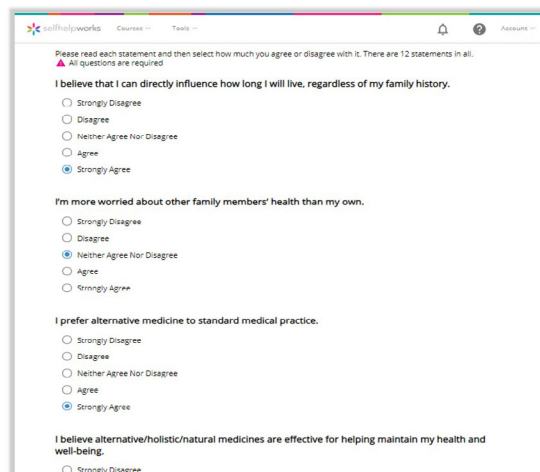 selfhelpworks Courses Tools Account
Please read each statement and then select how much you agree or disagree with it. There are 12 statements in all.
All questions are required
I believe that I can directly influence how long I will live, regardless of my family history.
Strongly Disagree
Disagree
Neither Agree Nor Disagree
Agree
Strongly Agree
I'm more worried about other family members' health than my own.
Strongly Disagree
Disagree
Neither Agree Nor Disagree
Agree
Strongly Agree
I prefer alternative medicine to standard medical practice.
Strongly Disagree
Disagree
Neither Agree Nor Disagree
Agree
Strongly Agree
I believe alternative/holistic/natural medicines are effective for helping maintain my health and
well-being.
Strongly Disagree